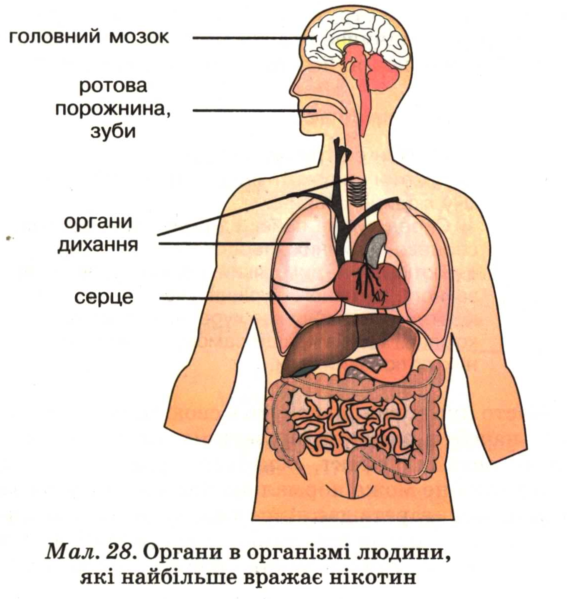 головний мозок
ротова
порожнина,
зуби
органи
дихання
серце
Мал. 28. Органи в організмі людини,
які найбільше вражає нікотин